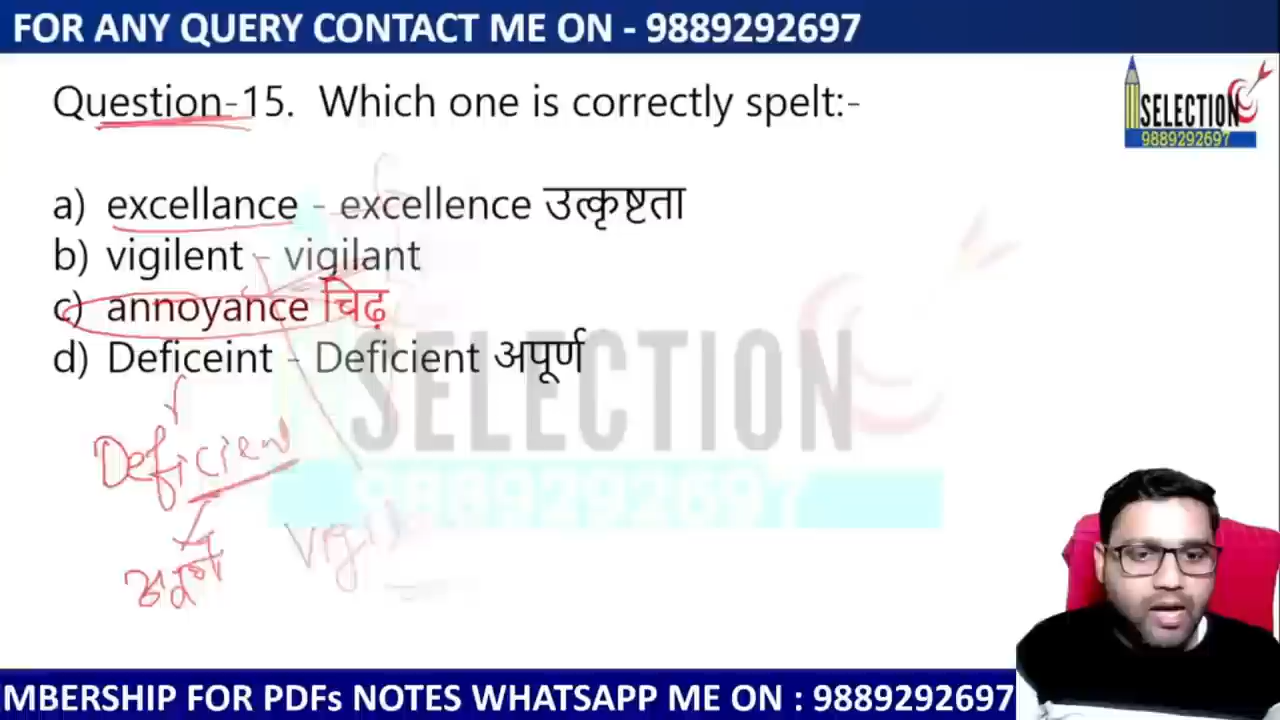 FOR ANY QUERY CONTACT ME ON - 9889292697
SELECTION
9889292697
Question-15. Which one is correctly spelt:-
a) excellance - excellence उत्कृष्टता
b) vigilent - vigilant
c) annoyance चिढ़
d) Deficeint - Deficient अपूर्ण
SELECTION
9889292697
Deficient
MBERSHIP FOR PDFs NOTES WHATSAPP ME ON : 9889292697